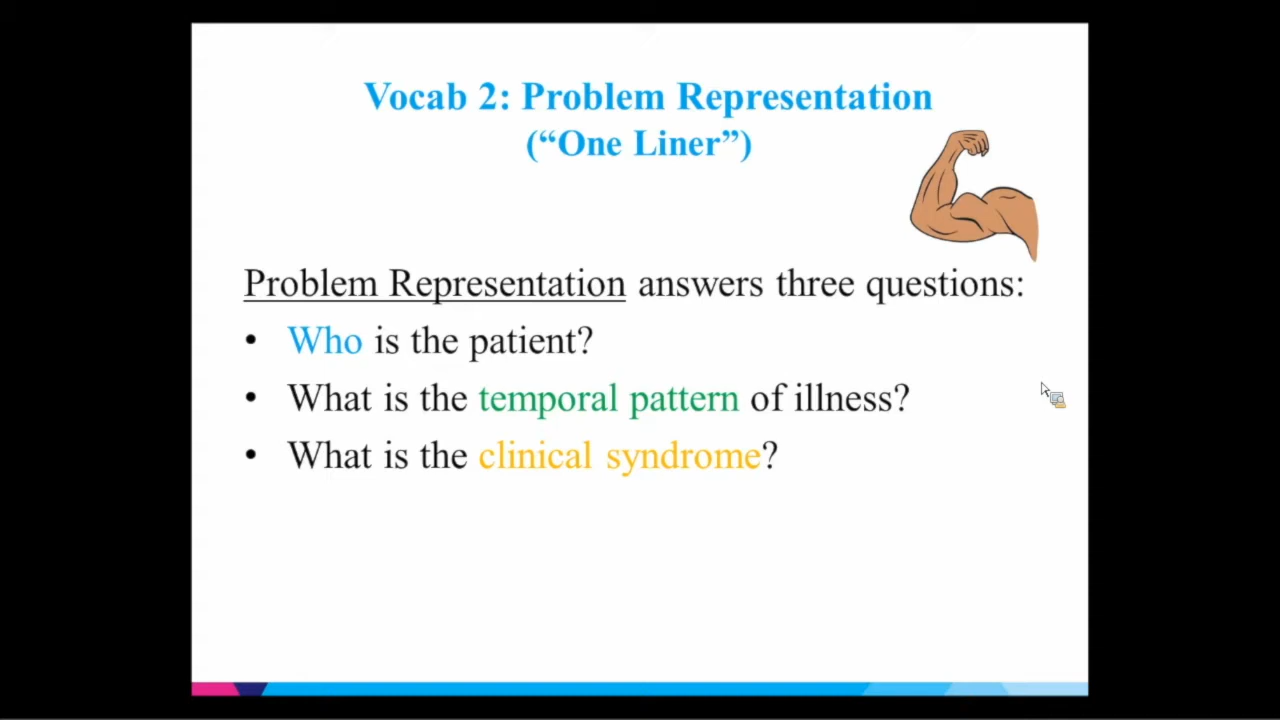 Vocab 2: Problem Representation
(“One Liner”)
Problem Representation answers three questions:
• Who is the patient?
• What is the temporal pattern of illness?
• What is the clinical syndrome?